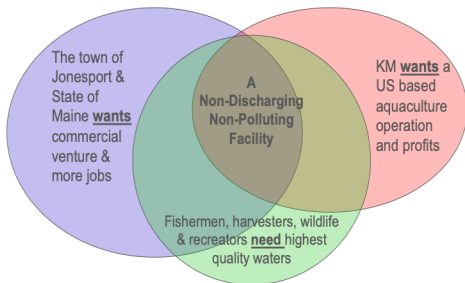 The town of
Jonesport &
State of
Maine wants
commercial
venture &
more jobs
A
Non-Discharging
Non-Polluting
Facility
KM wants a
US based
aquaculture
operation
and profits
Fishermen, harvesters, wildlife
& recreators need highest
quality waters